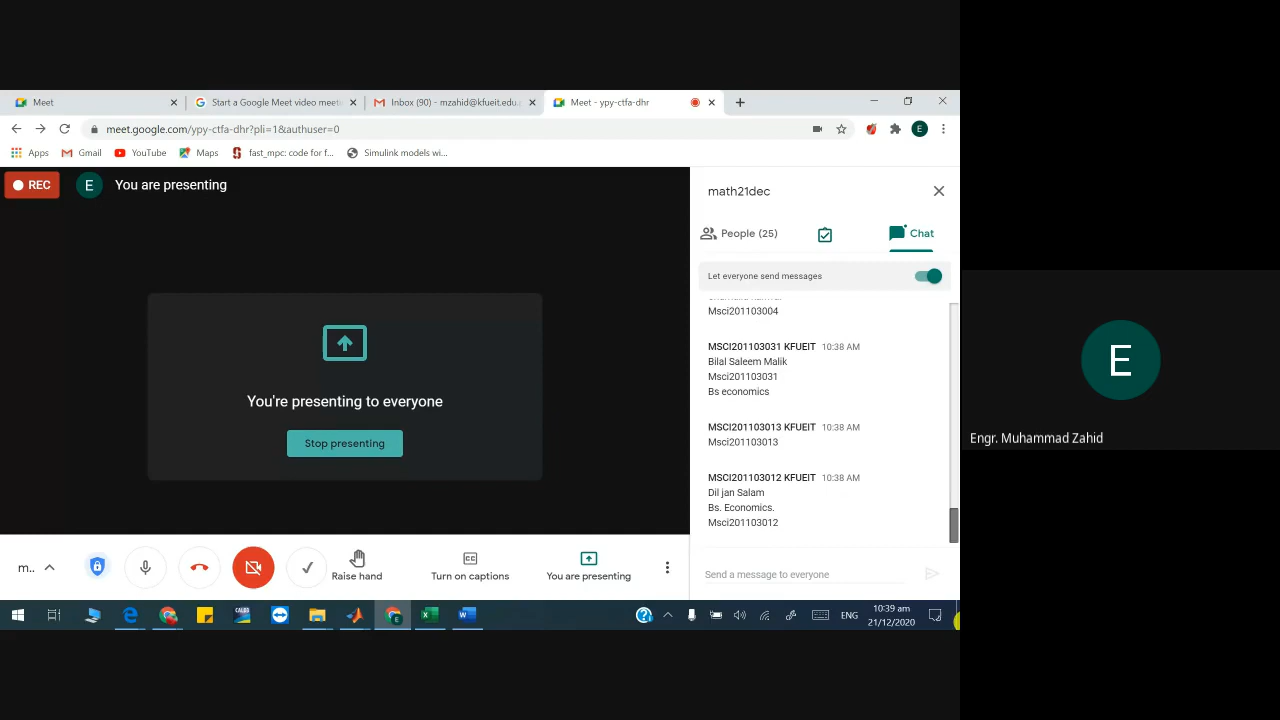 Meet
Start a Google Meet video meeti
Inbox (90) - mzahid@kfueit.edu.
Meet - ypy-ctfa-dhr
meet.google.com/ypy-ctfa-dhr?pli=1&authuser=0
E
Apps
Gmail
YouTube
Maps
fast_mpc: code for f...
Simulink models wi...
REC
E
You are presenting
You're presenting to everyone
Stop presenting
math21dec
People (25)
Chat
Let everyone send messages
Msci201103004
MSCI201103031 KFUEIT 10:38 AM
Bilal Saleem Malik
Msci201103031
Bs economics
MSCI201103013 KFUEIT 10:38 AM
Msci201103013
MSCI201103012 KFUEIT 10:38 AM
Dil jan Salam
Bs. Economics.
Msci201103012
Send a message to everyone
m..
Raise hand
CC
Turn on captions
You are presenting
ENG
10:39 am
21/12/2020
E
Engr. Muhammad Zahid